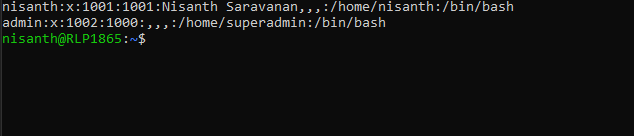 nisanth:x:1001:1001:Nisanth Saravanan,,,:/home/nisanth:/bin/bash
admin:x:1002:1000:,,,:/home/superadmin:/bin/bash
nisanth@RLP1865:~$